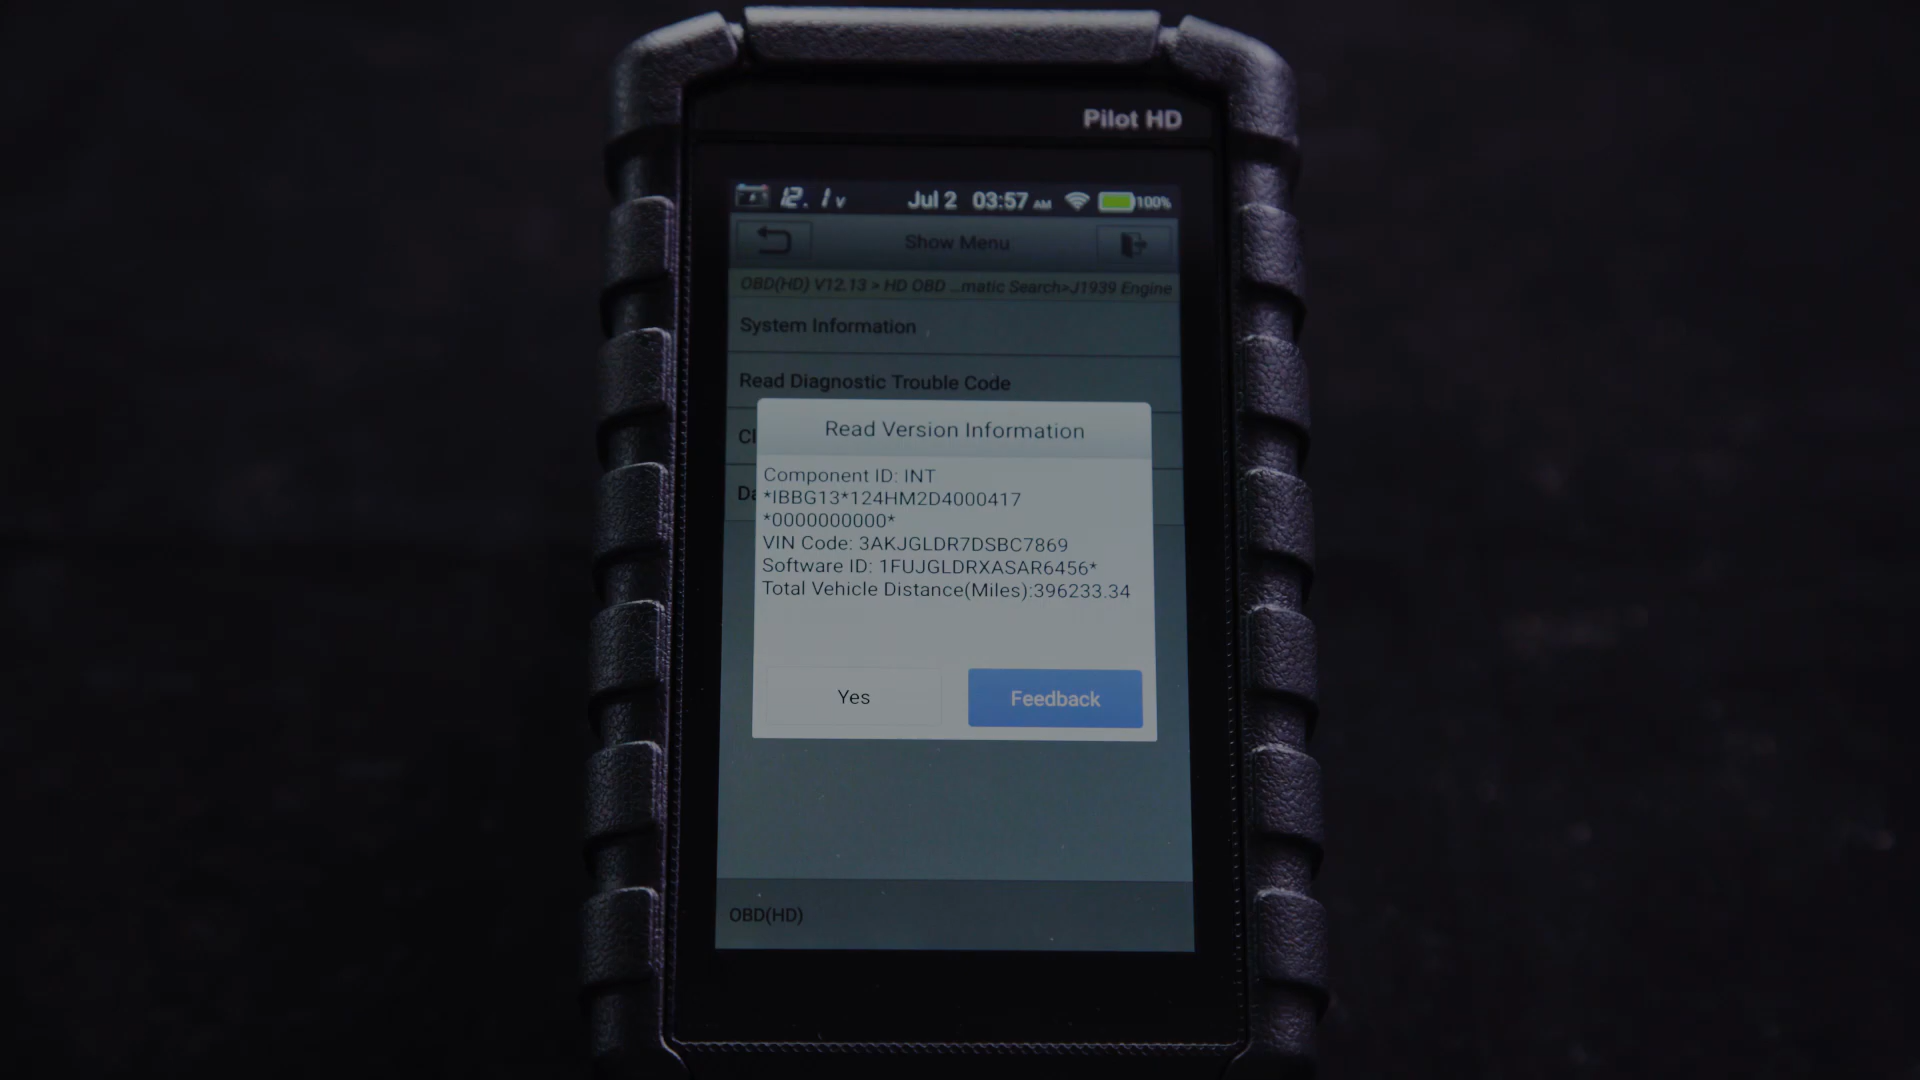 Pilot HD
12.1v Jul 2 03:57 AM 100%
Show Menu
OBD(HD) V12.13 > HD OBD ...matic Search>J1939 Engine
System Information
Read Diagnostic Trouble Code
Cl
Da
Read Version Information
Component ID: INT
*IBBG13*124HM2D4000417
*0000000000*
VIN Code: 3AKJGLDR7DSBC7869
Software ID: 1FUJGLDRXASAR6456*
Total Vehicle Distance(Miles):396233.34
Yes Feedback
OBD(HD)